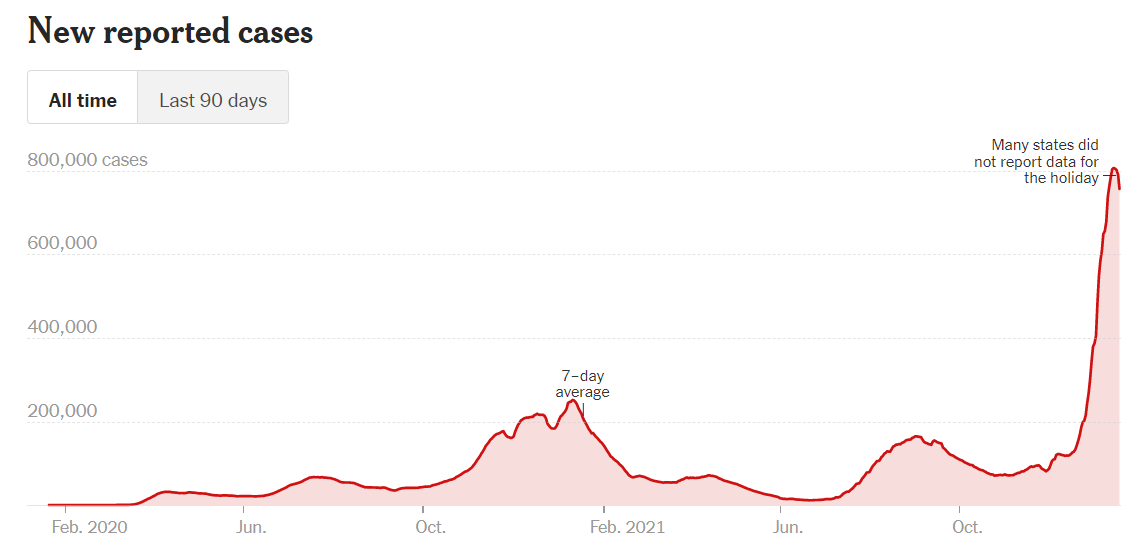 New reported cases
All time
Last 90 days
Many states did
not report data for
the holiday
800,000 cases
600,000
400,000
7–day
average
200,000
Feb. 2020
Jun.
Oct.
Feb. 2021
Jun.
Oct.